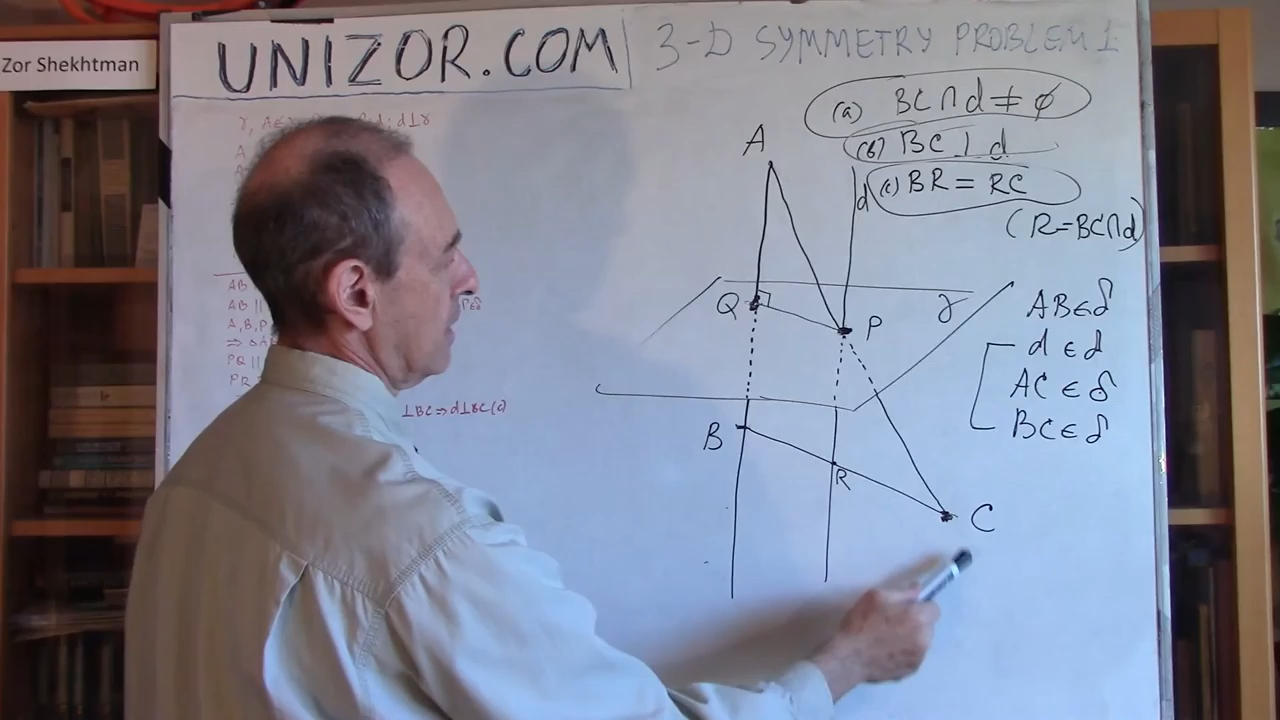 Zor Shekhtman
UNIZOR.COM
3-D SYMMETRY PROBLEM 1
(a) BC∩d≠∅
(b) BC⊥d
(c) BR=RC
(R=BC∩d)
A
d
Q
P
γ
B
R
C
AB∈δ
d∈δ
AC∈δ
BC∈δ
d⊥γ
AB
AB ||
A,B,P
P∈δ
PQ ||
PR
⊥BC⇒d⊥BC(c)